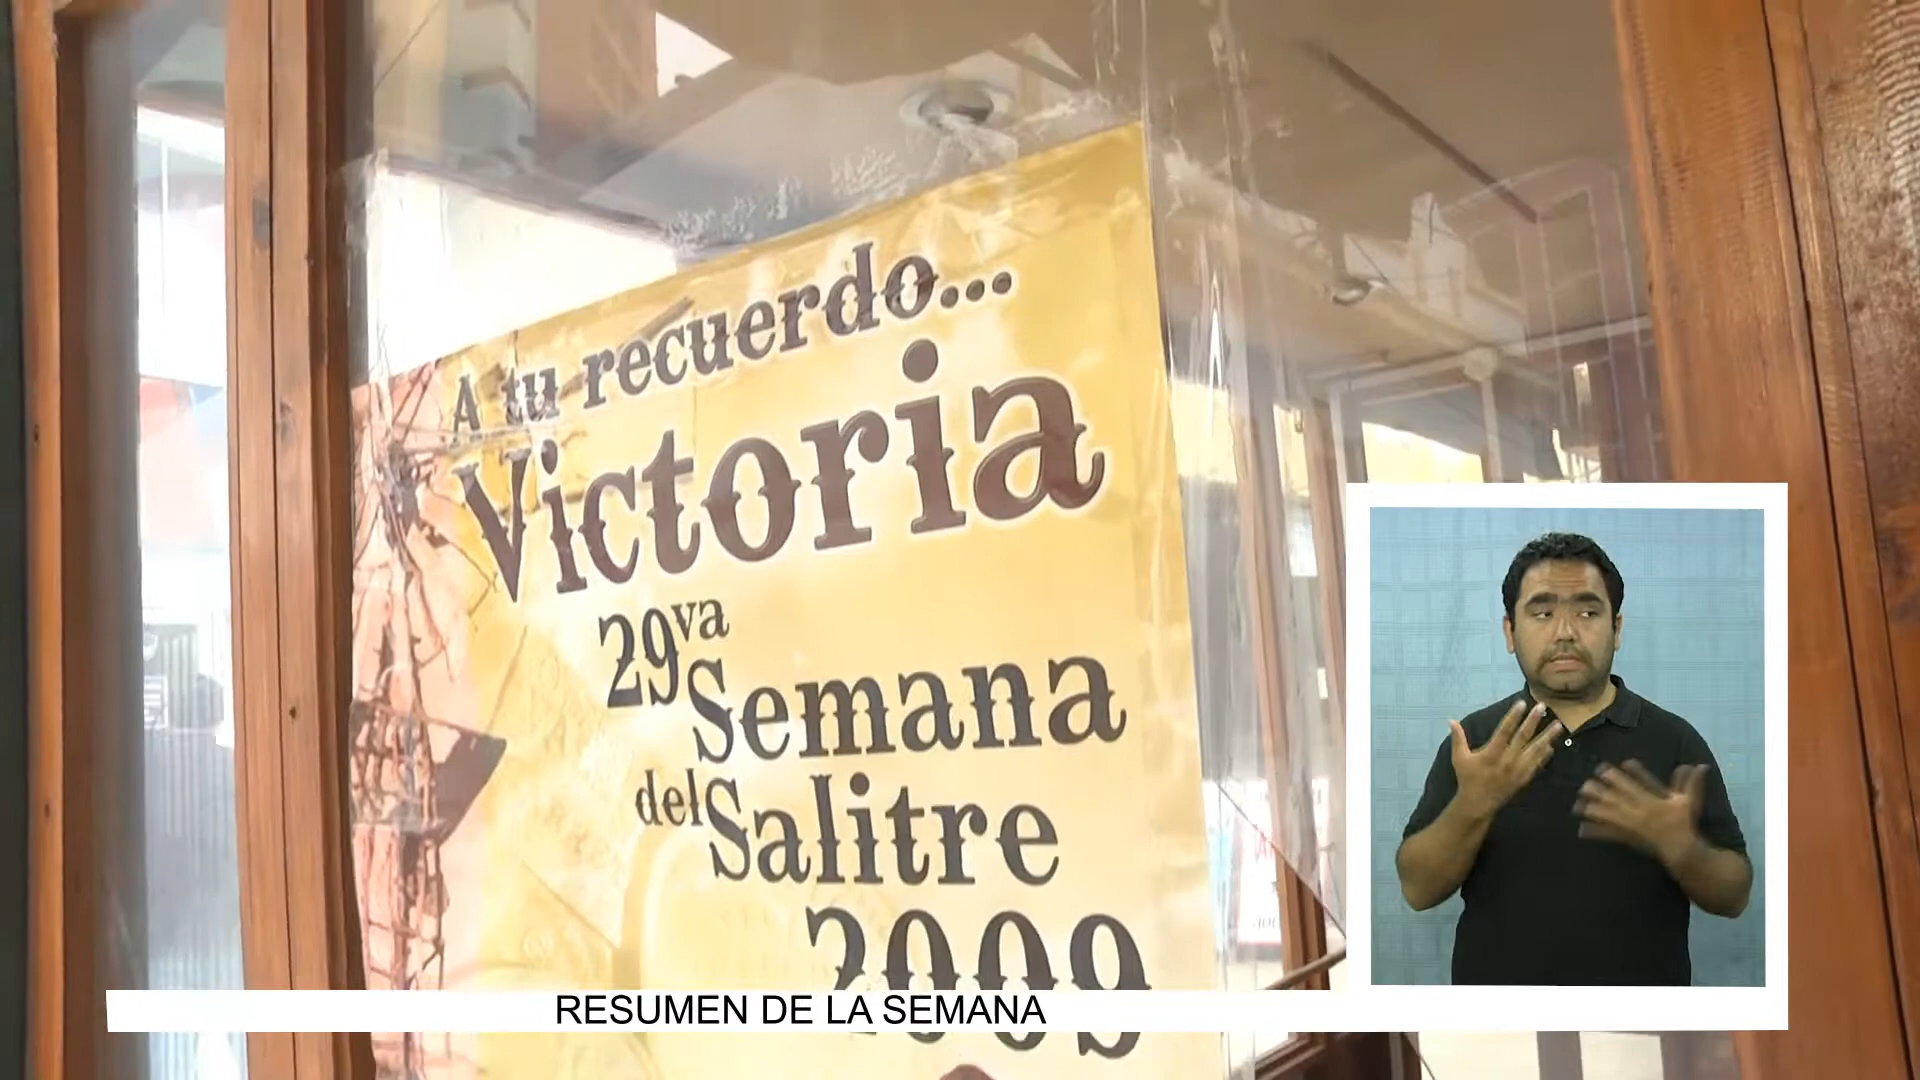 A tu recuerdo...
Victoria
29va
Semana
del Salitre
2009
RESUMEN DE LA SEMANA